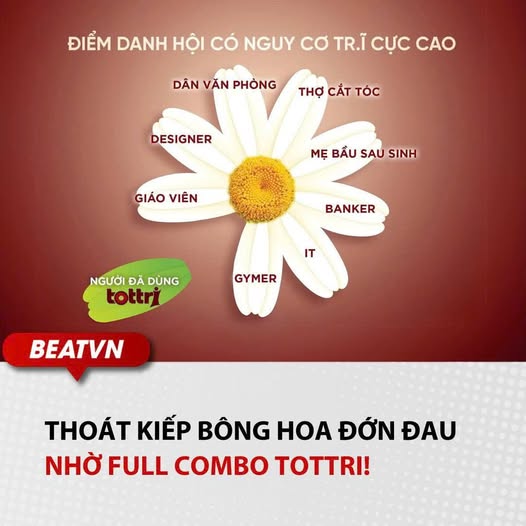 ĐIỂM DANH HỘI CÓ NGUY CƠ TR.Ĩ CỰC CAO
DÂN VĂN PHÒNG
THỢ CẮT TÓC
DESIGNER
MẸ BẦU SAU SINH
GIÁO VIÊN
BANKER
IT
GYMER
NGƯỜI ĐÃ DÙNG
tottri
BEATVN
THOÁT KIẾP BÔNG HOA ĐỚN ĐAU
NHỜ FULL COMBO TOTTRI!